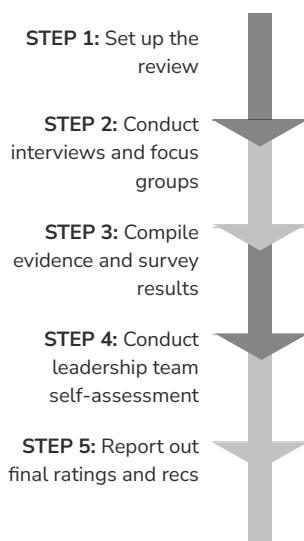 STEP 1: Set up the
review
STEP 2: Conduct
interviews and focus
groups
STEP 3: Compile
evidence and survey
results
STEP 4: Conduct
leadership team
self-assessment
STEP 5: Report out
final ratings and recs